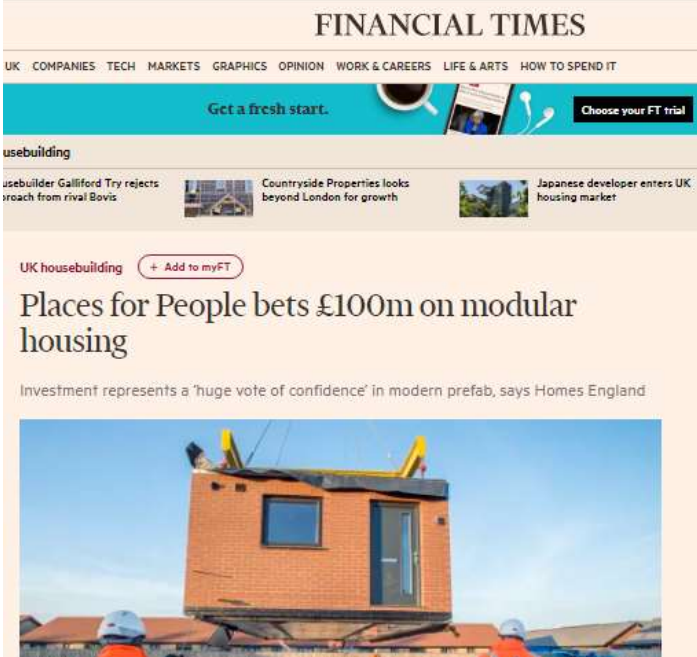 FINANCIAL TIMES
UK COMPANIES TECH MARKETS GRAPHICS OPINION WORK & CAREERS LIFE & ARTS HOW TO SPEND IT
Get a fresh start.
Choose your FT trial
usebuilding
usebuilder Galliford Try rejects
proach from rival Bovis
Countryside Properties looks
beyond London for growth
Japanese developer enters UK
housing market
UK housebuilding
+ Add to myFT
Places for People bets £100m on modular
housing
Investment represents a 'huge vote of confidence' in modern prefab, says Homes England